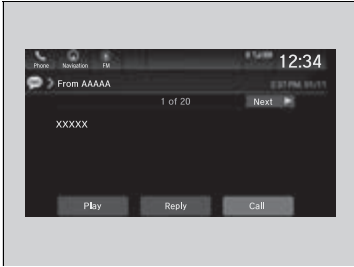 Phone Navigation FM 12:34
From AAAAA 2:37 PM, 01/11
1 of 20 Next
XXXXX
Play Reply Call